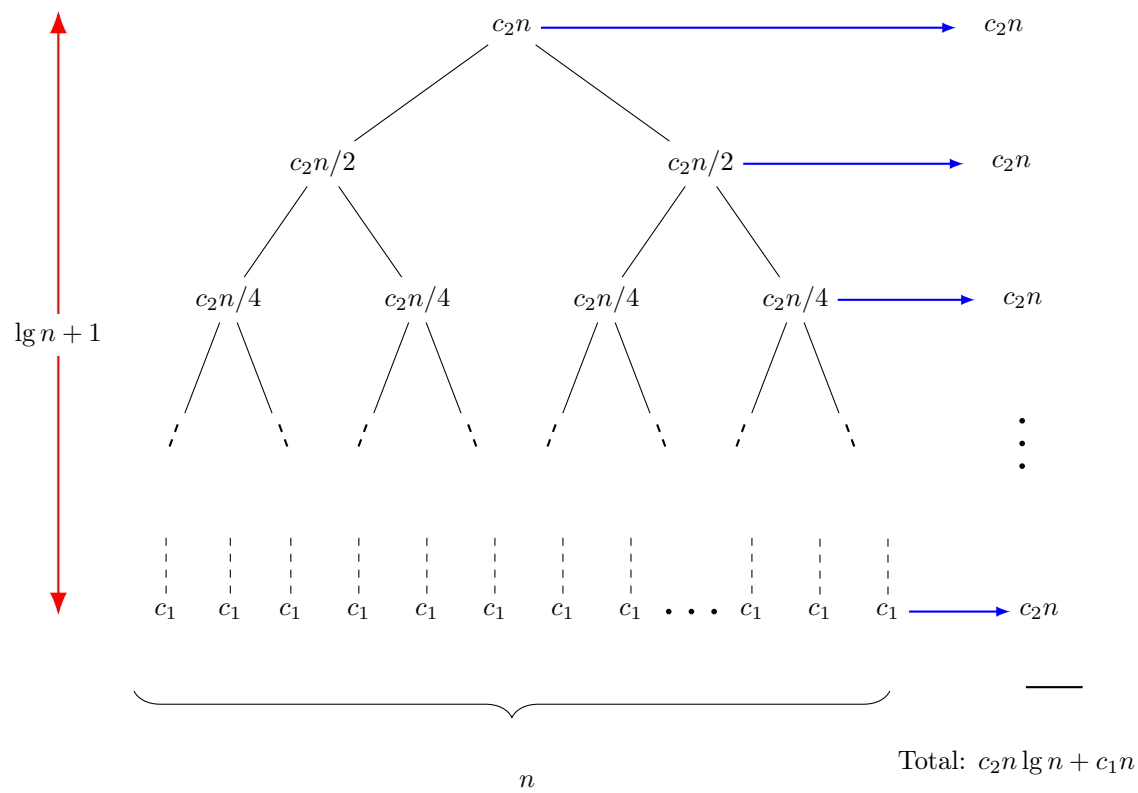 c₂n c₂n
c₂n/2 c₂n/2 c₂n
c₂n/4 c₂n/4 c₂n/4 c₂n/4 c₂n
lg n + 1
c₁ c₁ c₁ c₁ c₁ c₁ c₁ c₁ c₁ c₁ c₁ c₂n
Total: c₂n lg n + c₁n
n